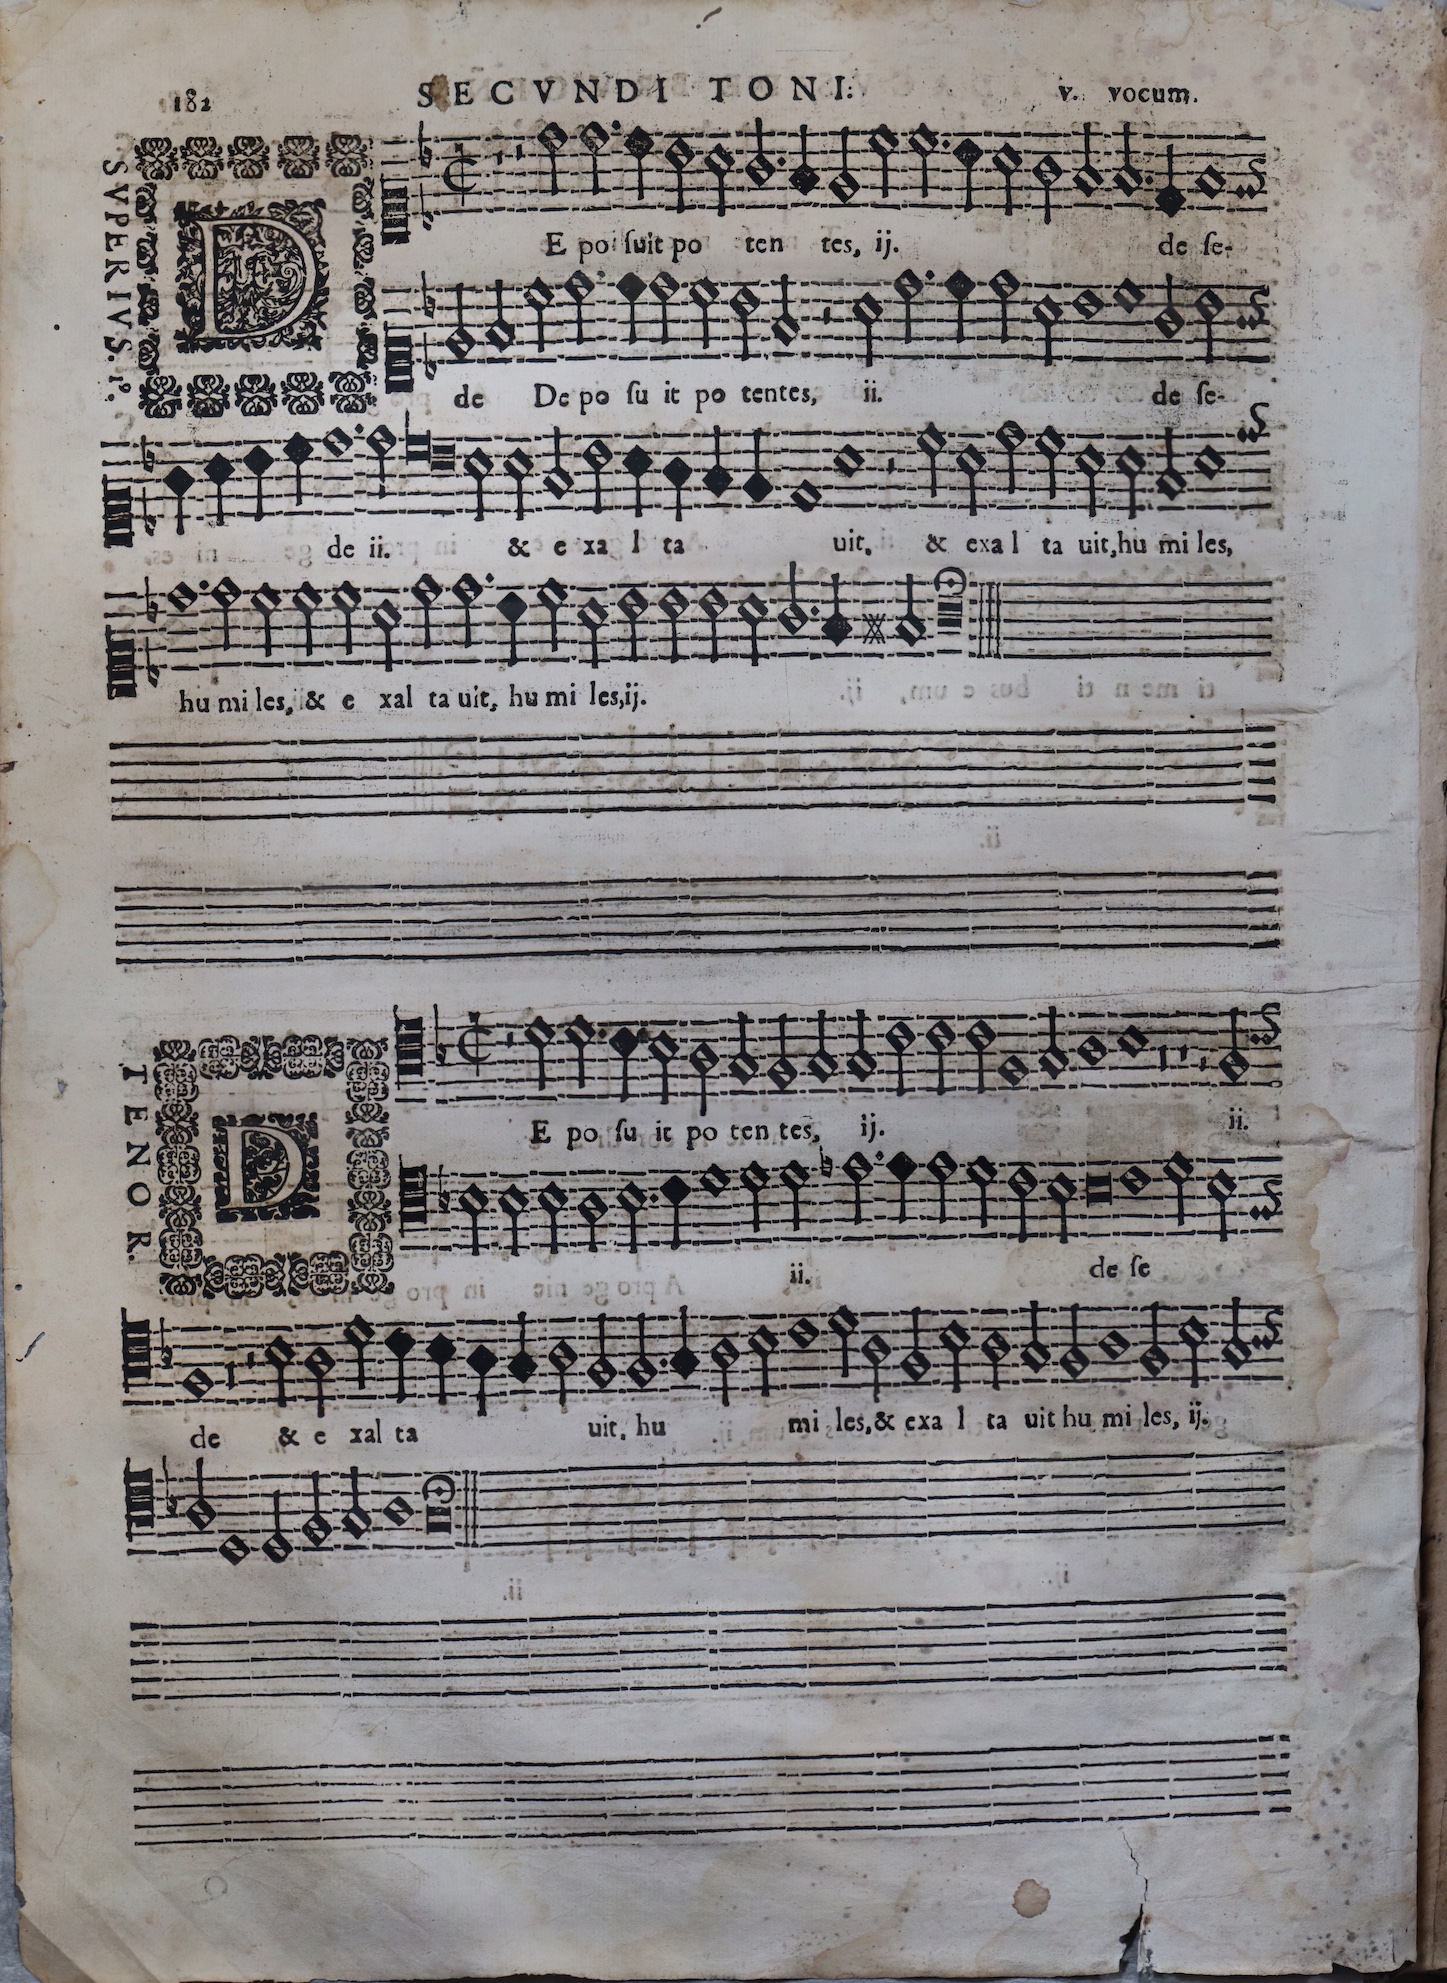 182 SECVNDI TONI. v. vocum.
SVPERIVS. 1º.
DE po ſuit po ten tes, ij. de ſe-
de De po ſu it po tentes, ii. de ſe-
de ii. & e xa l ta uit, & exa l ta uit, hu mi les,
hu mi les, & e xal ta uit, hu mi les, ij.
TENOR.
DE po ſu it po ten tes, ij. ii.
ii. de ſe
de & e xal ta uit, hu mi les, & exa l ta uit hu mi les, ij.